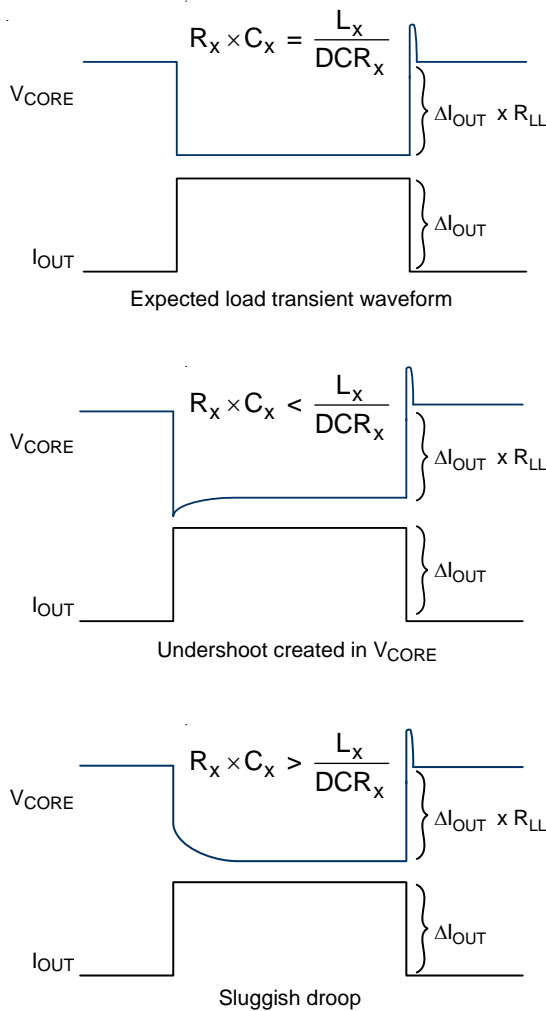 R_x × C_x = L_x / DCR_x
V_CORE
ΔI_OUT x R_LL
ΔI_OUT
I_OUT
Expected load transient waveform
R_x × C_x < L_x / DCR_x
V_CORE
ΔI_OUT x R_LL
ΔI_OUT
I_OUT
Undershoot created in V_CORE
R_x × C_x > L_x / DCR_x
V_CORE
ΔI_OUT x R_LL
ΔI_OUT
I_OUT
Sluggish droop